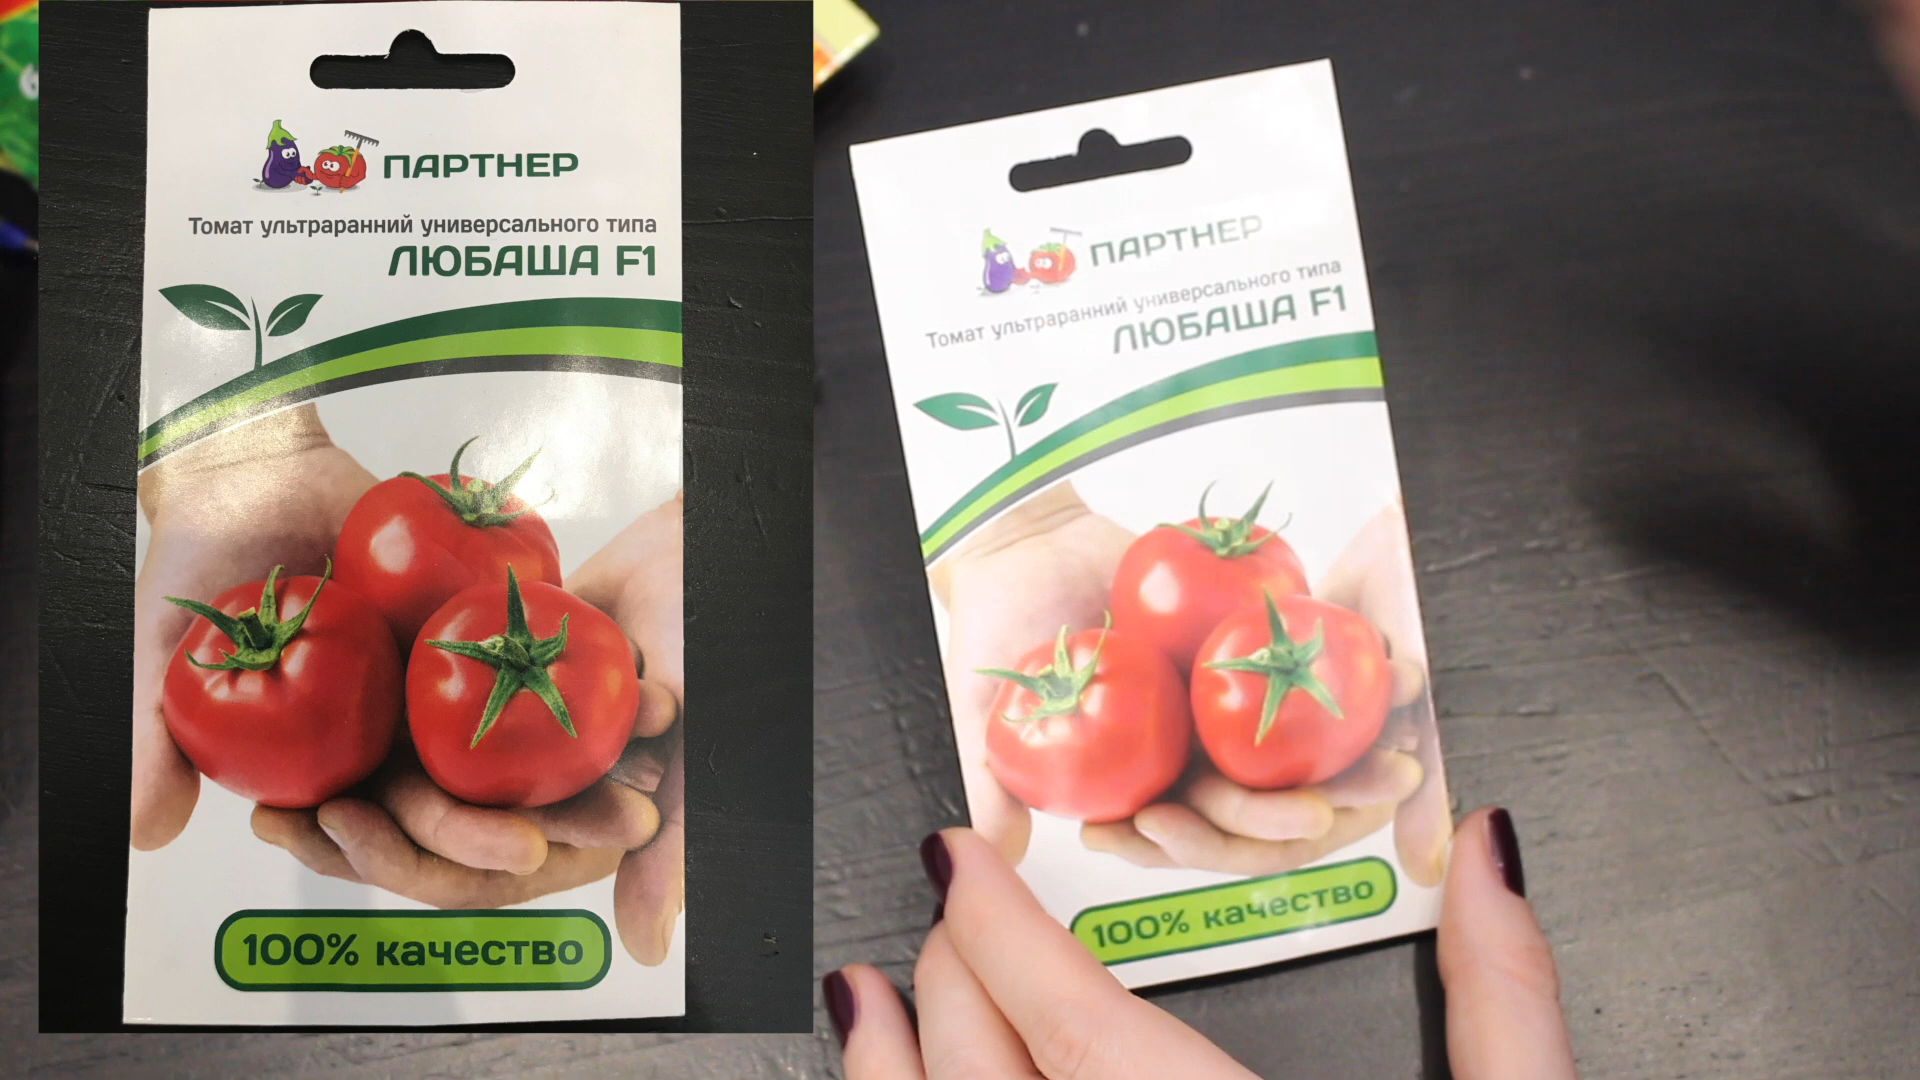 ПАРТНЕР
Томат ультраранний универсального типа
ЛЮБАША F1
100% качество
ПАРТНЕР
Томат ультраранний универсального типа
ЛЮБАША F1
100% качество